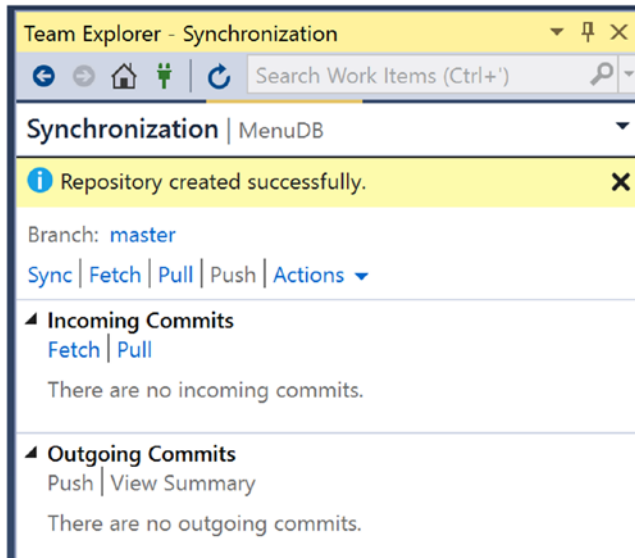 Team Explorer - Synchronization
Search Work Items (Ctrl+')
Synchronization | MenuDB
Repository created successfully.
Branch: master
Sync | Fetch | Pull | Push | Actions
Incoming Commits
Fetch | Pull
There are no incoming commits.
Outgoing Commits
Push | View Summary
There are no outgoing commits.